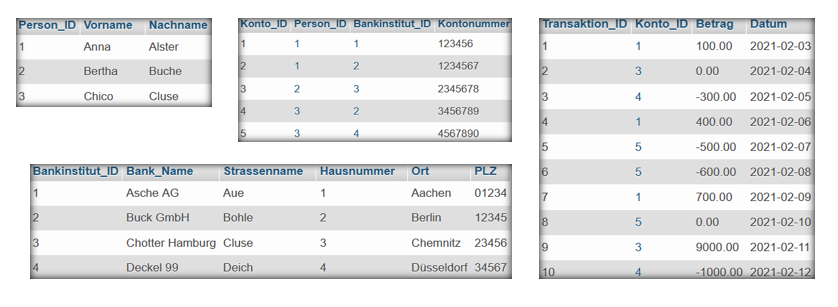 Person_ID Vorname Nachname
1 Anna Alster
2 Bertha Buche
3 Chico Cluse
Konto_ID Person_ID Bankinstitut_ID Kontonummer
1 1 1 123456
2 1 2 1234567
3 2 3 2345678
4 3 2 3456789
5 3 4 4567890
Transaktion_ID Konto_ID Betrag Datum
1 1 100.00 2021-02-03
2 3 0.00 2021-02-04
3 4 -300.00 2021-02-05
4 1 400.00 2021-02-06
5 5 -500.00 2021-02-07
6 5 -600.00 2021-02-08
7 1 700.00 2021-02-09
8 5 0.00 2021-02-10
9 3 9000.00 2021-02-11
10 4 -1000.00 2021-02-12
Bankinstitut_ID Bank_Name Strassenname Hausnummer Ort PLZ
1 Asche AG Aue 1 Aachen 01234
2 Buck GmbH Bohle 2 Berlin 12345
3 Chotter Hamburg Cluse 3 Chemnitz 23456
4 Deckel 99 Deich 4 Düsseldorf 34567